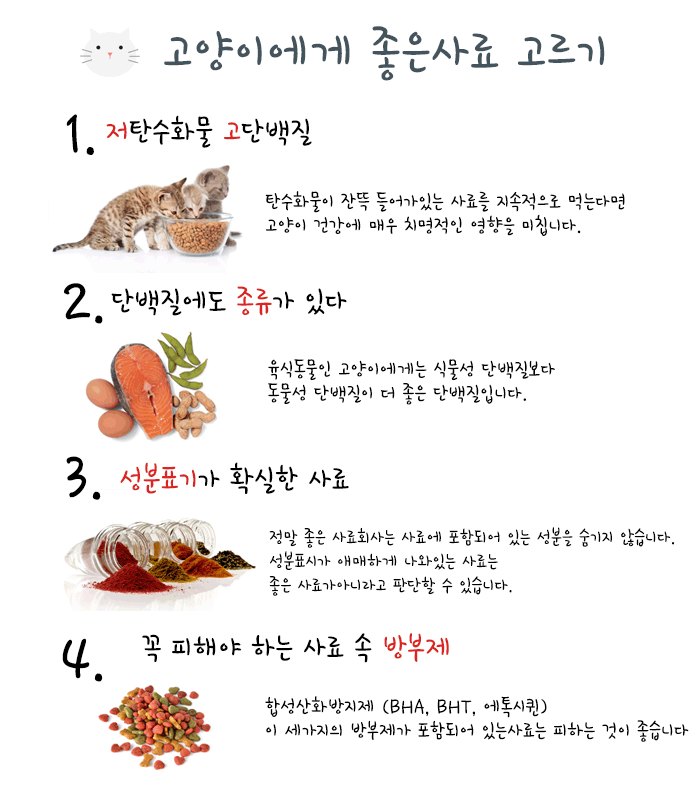 고양이에게 좋은사료 고르기
1. 저탄수화물 고단백질
탄수화물이 잔뜩 들어가있는 사료를 지속적으로 먹는다면
고양이 건강에 매우 치명적인 영향을 미칩니다.
2. 단백질에도 종류가 있다
육식동물인 고양이에게는 식물성 단백질보다
동물성 단백질이 더 좋은 단백질입니다.
3. 성분표기가 확실한 사료
정말 좋은 사료회사는 사료에 포함되어 있는 성분을 숨기지 않습니다.
성분표시가 애매하게 나와있는 사료는
좋은 사료가아니라고 판단할 수 있습니다.
4. 꼭 피해야 하는 사료 속 방부제
합성산화방지제 (BHA, BHT, 에톡시퀸)
이 세가지의 방부제가 포함되어 있는사료는 피하는 것이 좋습니다